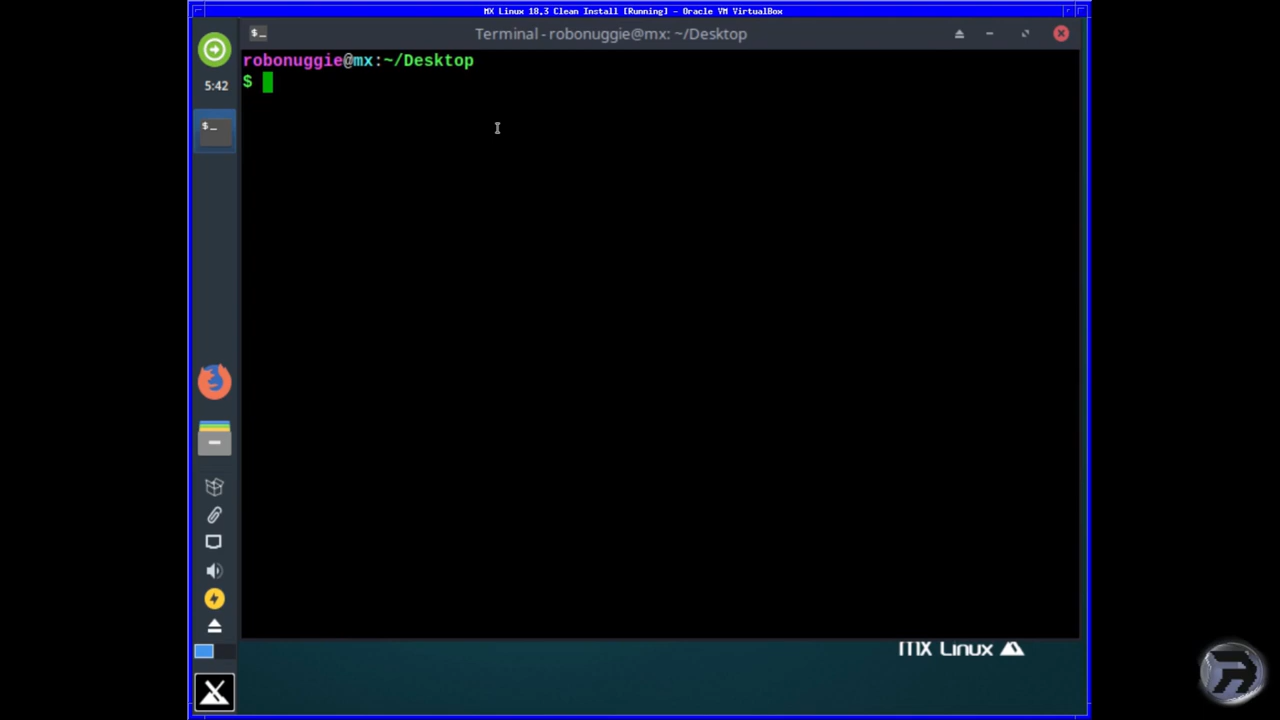 MX Linux 18.3 Clean Install [Running] - Oracle VM VirtualBox
$_
Terminal - robonuggie@mx: ~/Desktop
robonuggie@mx:~/Desktop
$
5:42
$_
MX Linux